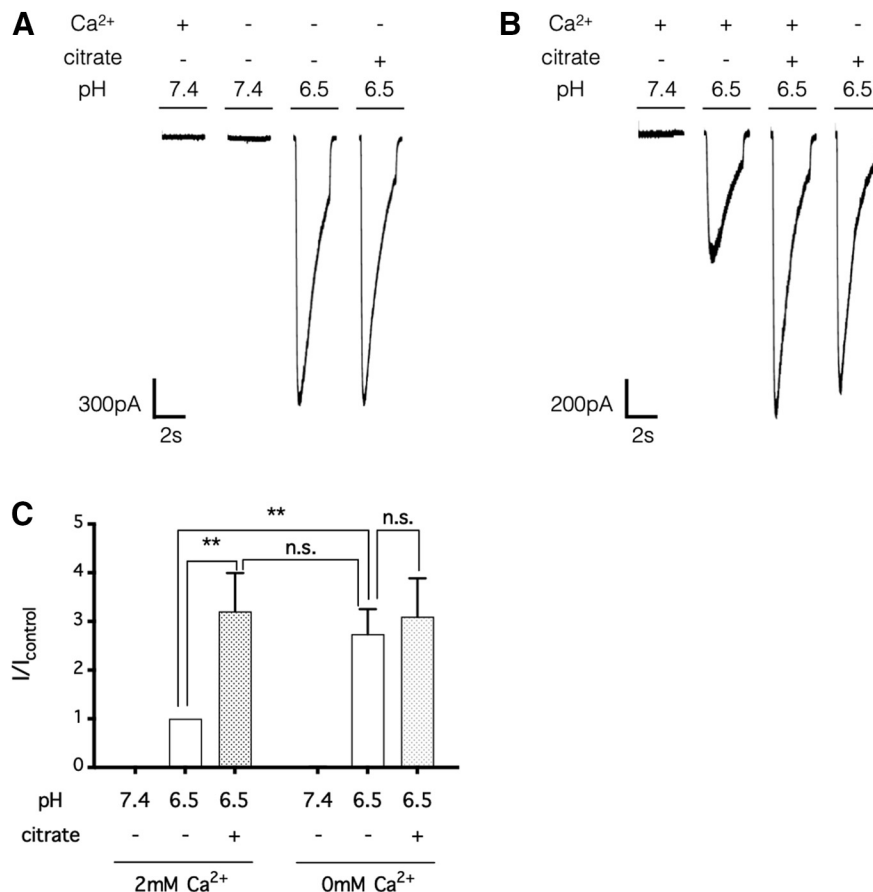 A
Ca2+ + - - -
citrate - - - +
pH 7.4 7.4 6.5 6.5
300pA
2s
B
Ca2+ + + + -
citrate - - + +
pH 7.4 6.5 6.5 6.5
200pA
2s
C
** n.s.
** n.s.
5
4
3
2
1
0
I/Icontrol
pH 7.4 6.5 6.5 7.4 6.5 6.5
citrate - - + - - +
2mM Ca2+ 0mM Ca2+